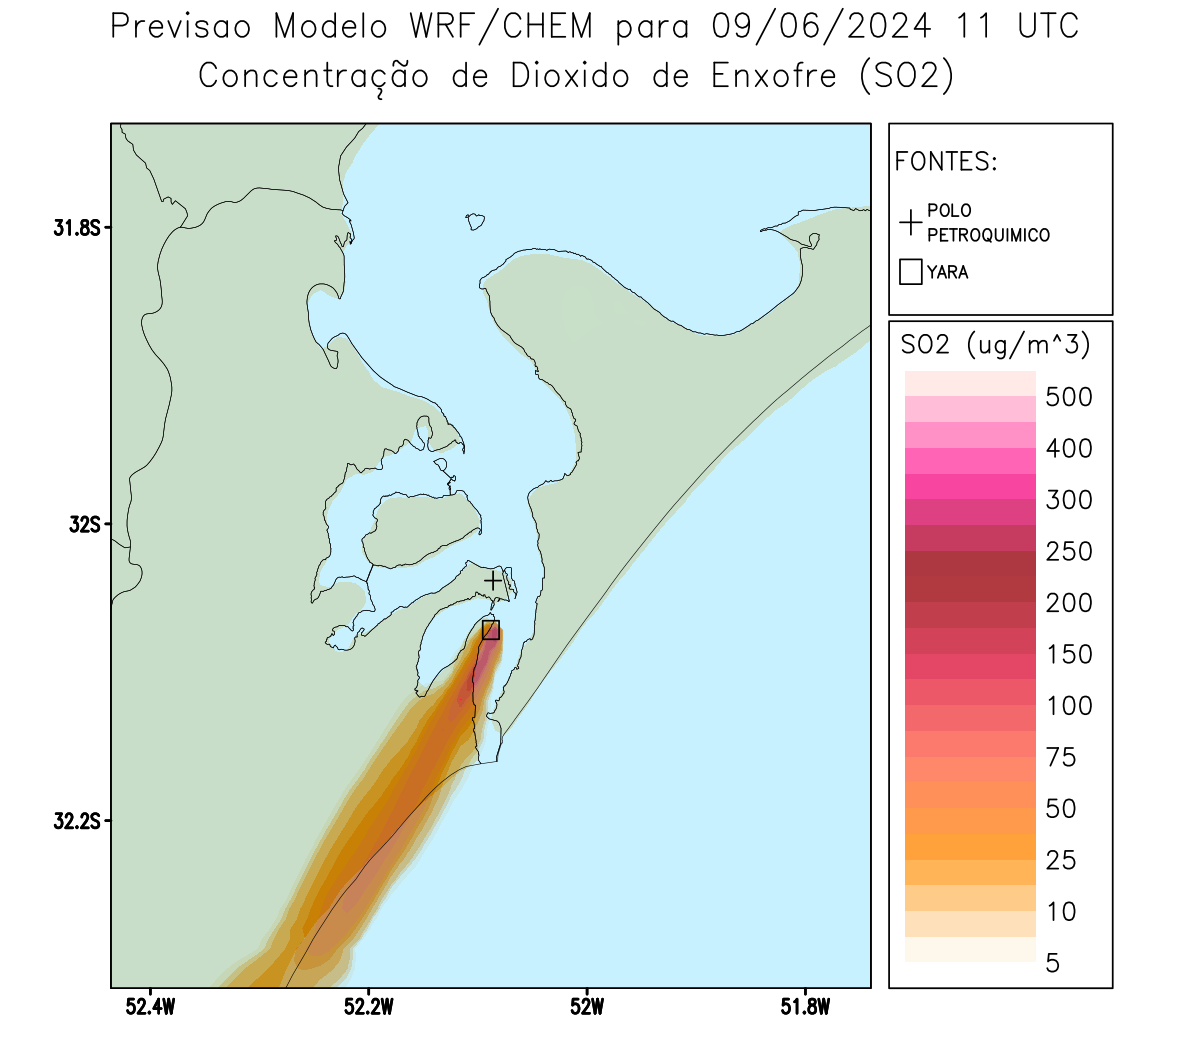 Previsao Modelo WRF/CHEM para 09/06/2024 11 UTC
Concentração de Dioxido de Enxofre (SO2)
FONTES:
POLO
PETROQUIMICO
YARA
SO2 (ug/m^3)
500
400
300
250
200
150
100
75
50
25
10
5
31.8S
32S
32.2S
52.4W
52.2W
52W
51.8W